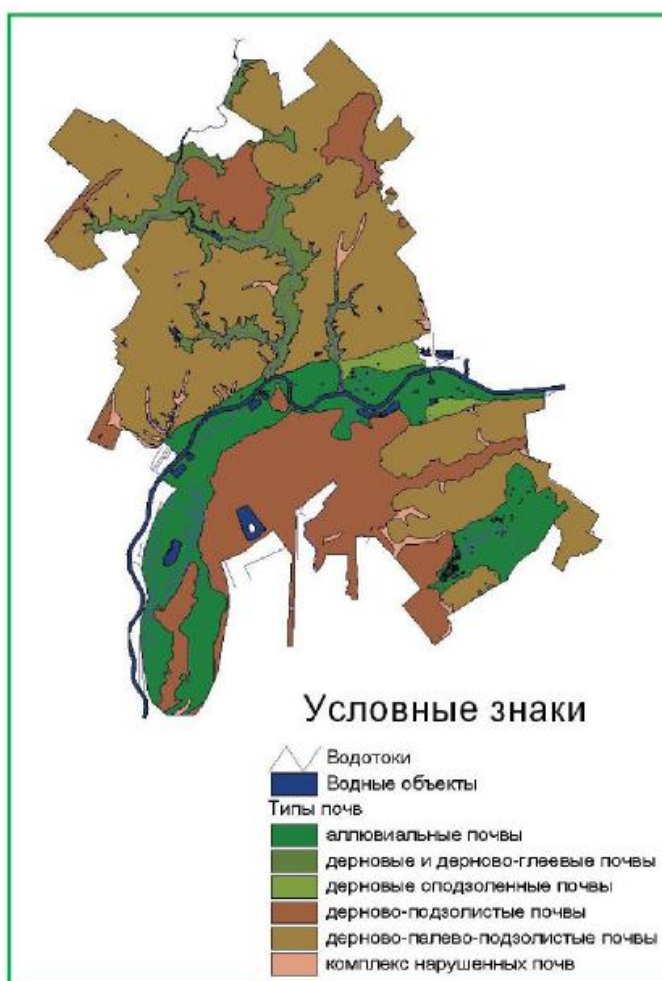 Условные знаки
Водотоки
Водные объекты
Типы почв
аллювиальные почвы
дерновые и дерново-глеевые почвы
дерновые оподзоленные почвы
дерново-подзолистые почвы
дерново-палево-подзолистые почвы
комплекс нарушенных почв